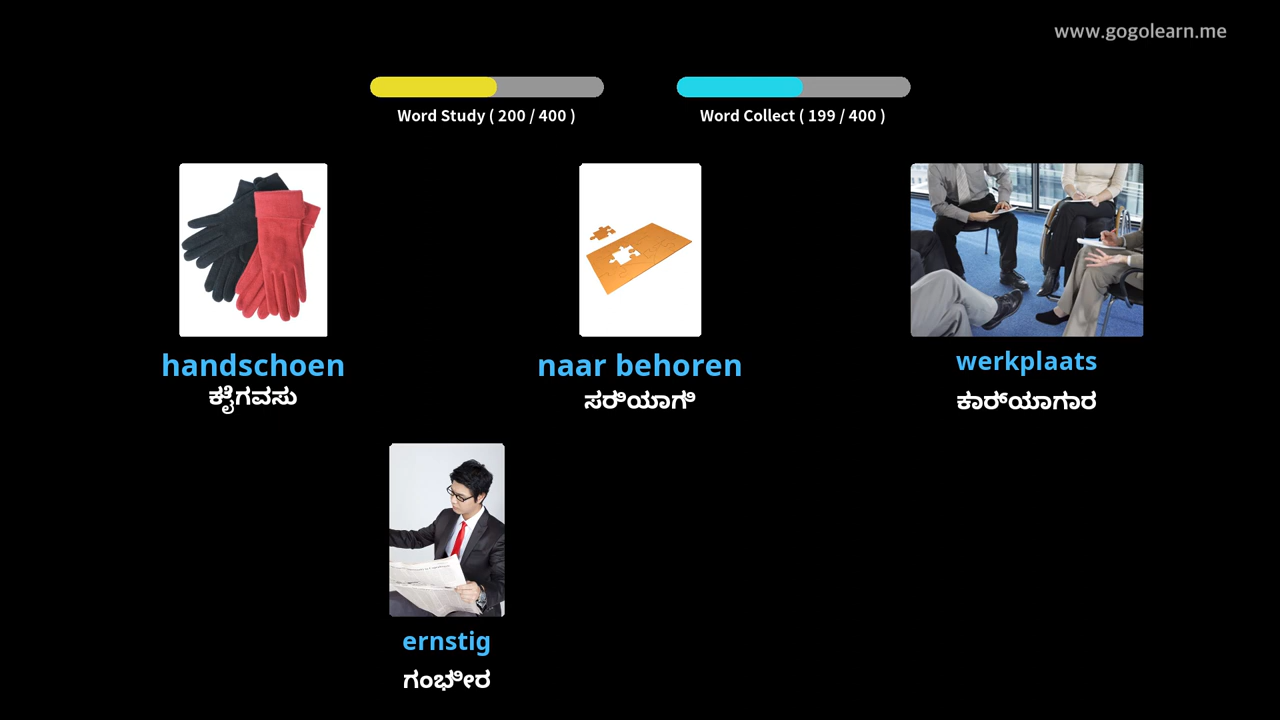 www.gogolearn.me
Word Study ( 200 / 400 )
Word Collect ( 199 / 400 )
handschoen
ಕೈಗವಸು
naar behoren
ಸರಿಯಾಗಿ
werkplaats
ಕಾರ್ಯಾಗಾರ
ernstig
ಗಂಭೀರ